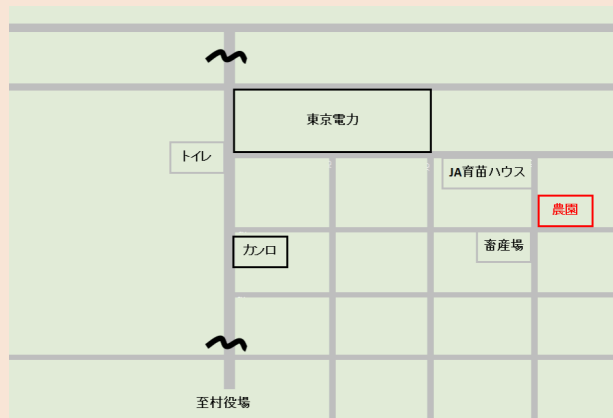 東京電力
トイレ
JA育苗ハウス
農園
カンロ
畜産場
至村役場